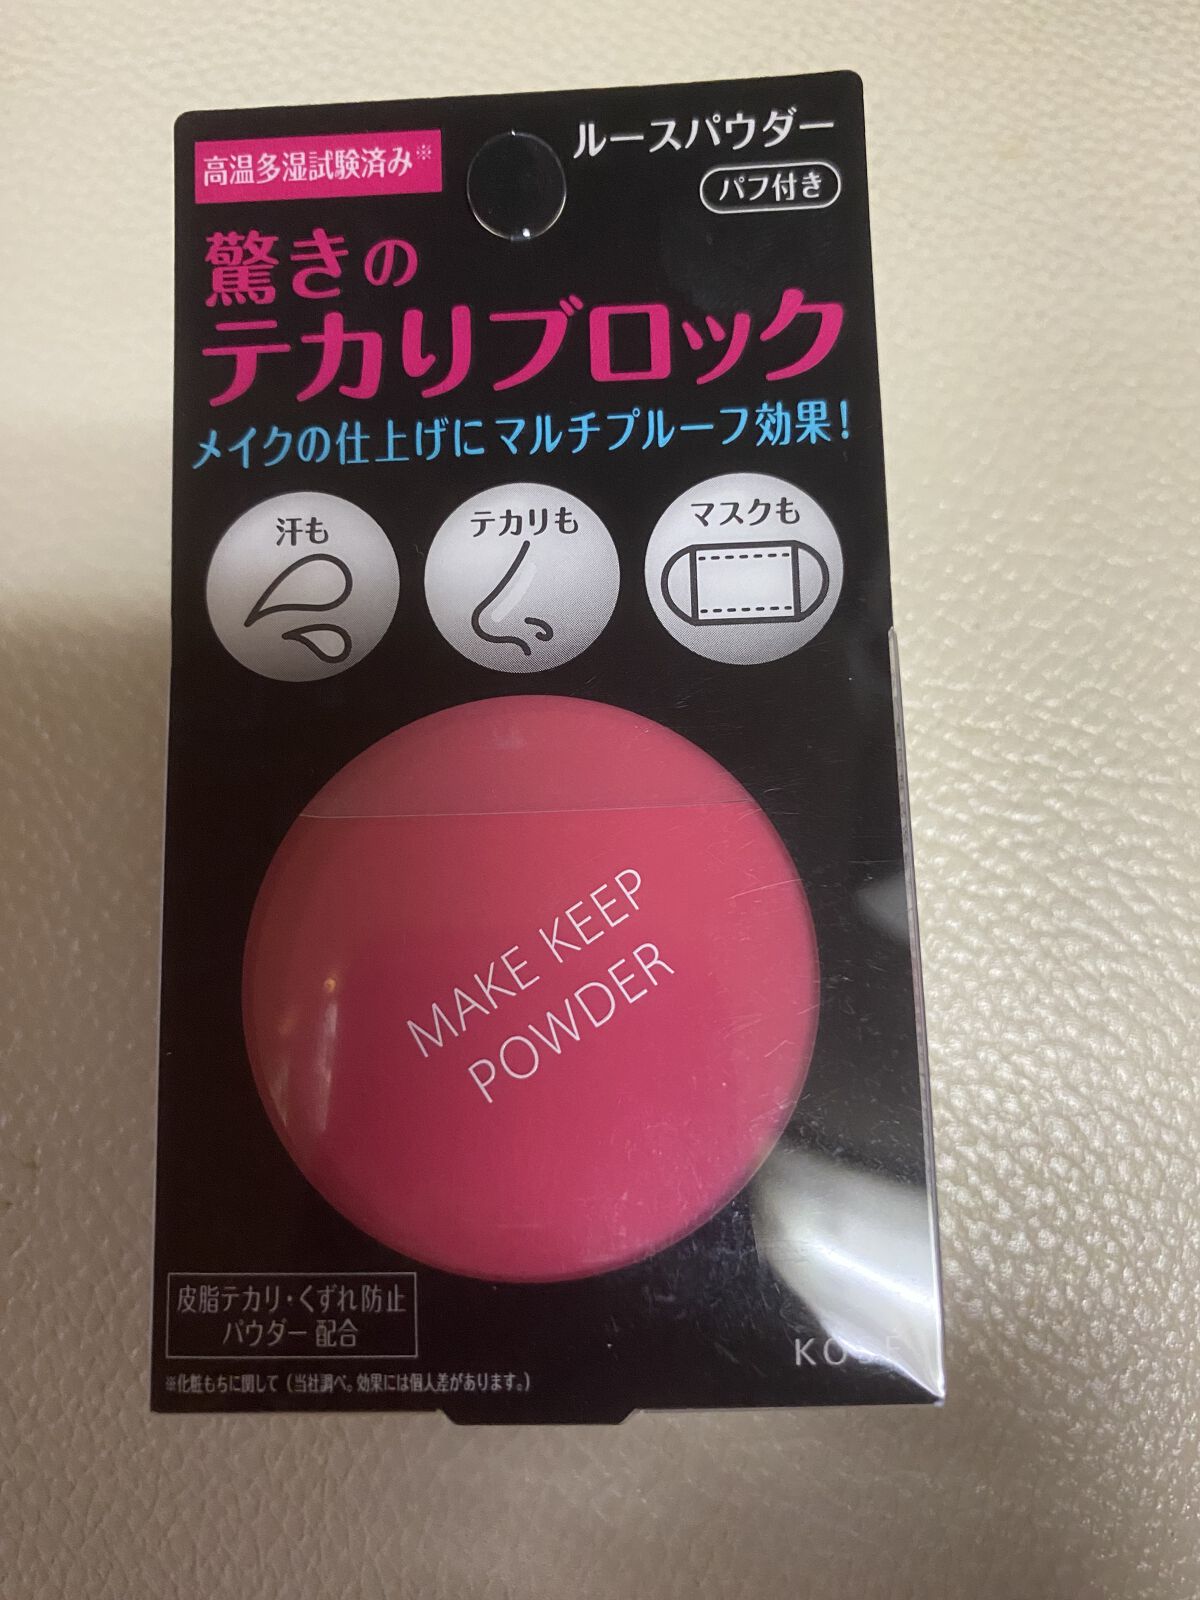 高温多湿試験済み※
ルースパウダー
パフ付き
驚きの
テカリブロック
メイクの仕上げにマルチプルーフ効果!
汗も
テカリも
マスクも
MAKE KEEP
POWDER
皮脂テカリ・くずれ防止
パウダー 配合
KOSÉ
※化粧もちに関して(当社調べ。効果には個人差があります。)